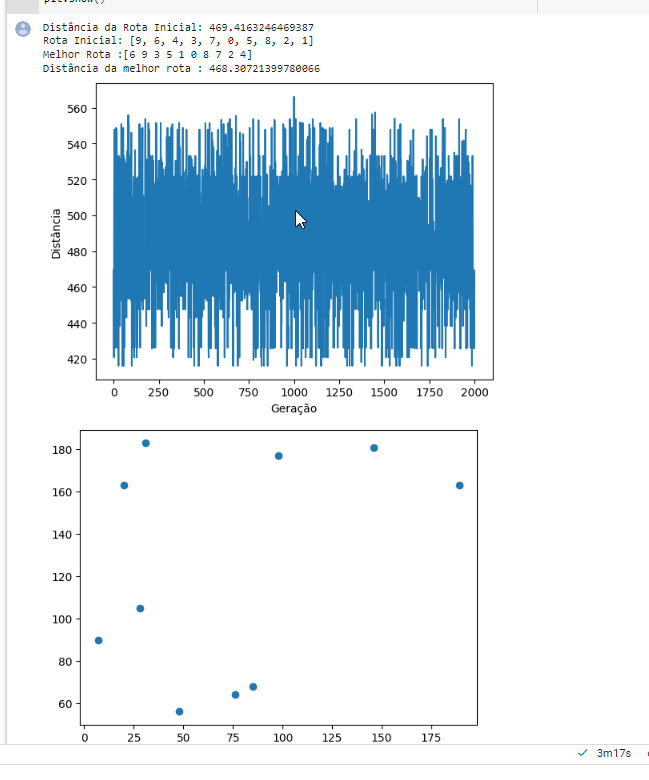 Distância da Rota Inicial: 469.4163246469387
Rota Inicial: [9, 6, 4, 3, 7, 0, 5, 8, 2, 1]
Melhor Rota :[6 9 3 5 1 0 8 7 2 4]
Distância da melhor rota : 468.30721399780066
560
540
520
500
480
460
440
420
Distância
0 250 500 750 1000 1250 1500 1750 2000
Geração
180
160
140
120
100
80
60
0 25 50 75 100 125 150 175
3m17s